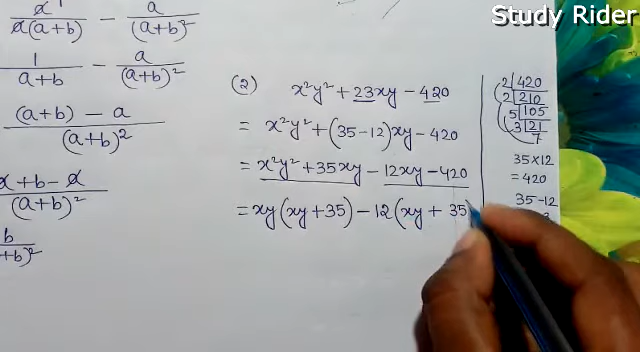 Study Rider
x¹/x(a+b) − a/(a+b)²
1/a+b − a/(a+b)²
(a+b) − a/(a+b)²
x+b−x/(a+b)²
b/+b)²
(2) x²y² + 23xy − 420
= x²y² + (35−12)xy − 420
= x²y² + 35xy − 12xy − 420
= xy(xy+35) − 12(xy + 35
2 | 420
2 | 210
5 | 105
3 | 21
7
35×12
= 420
35−12